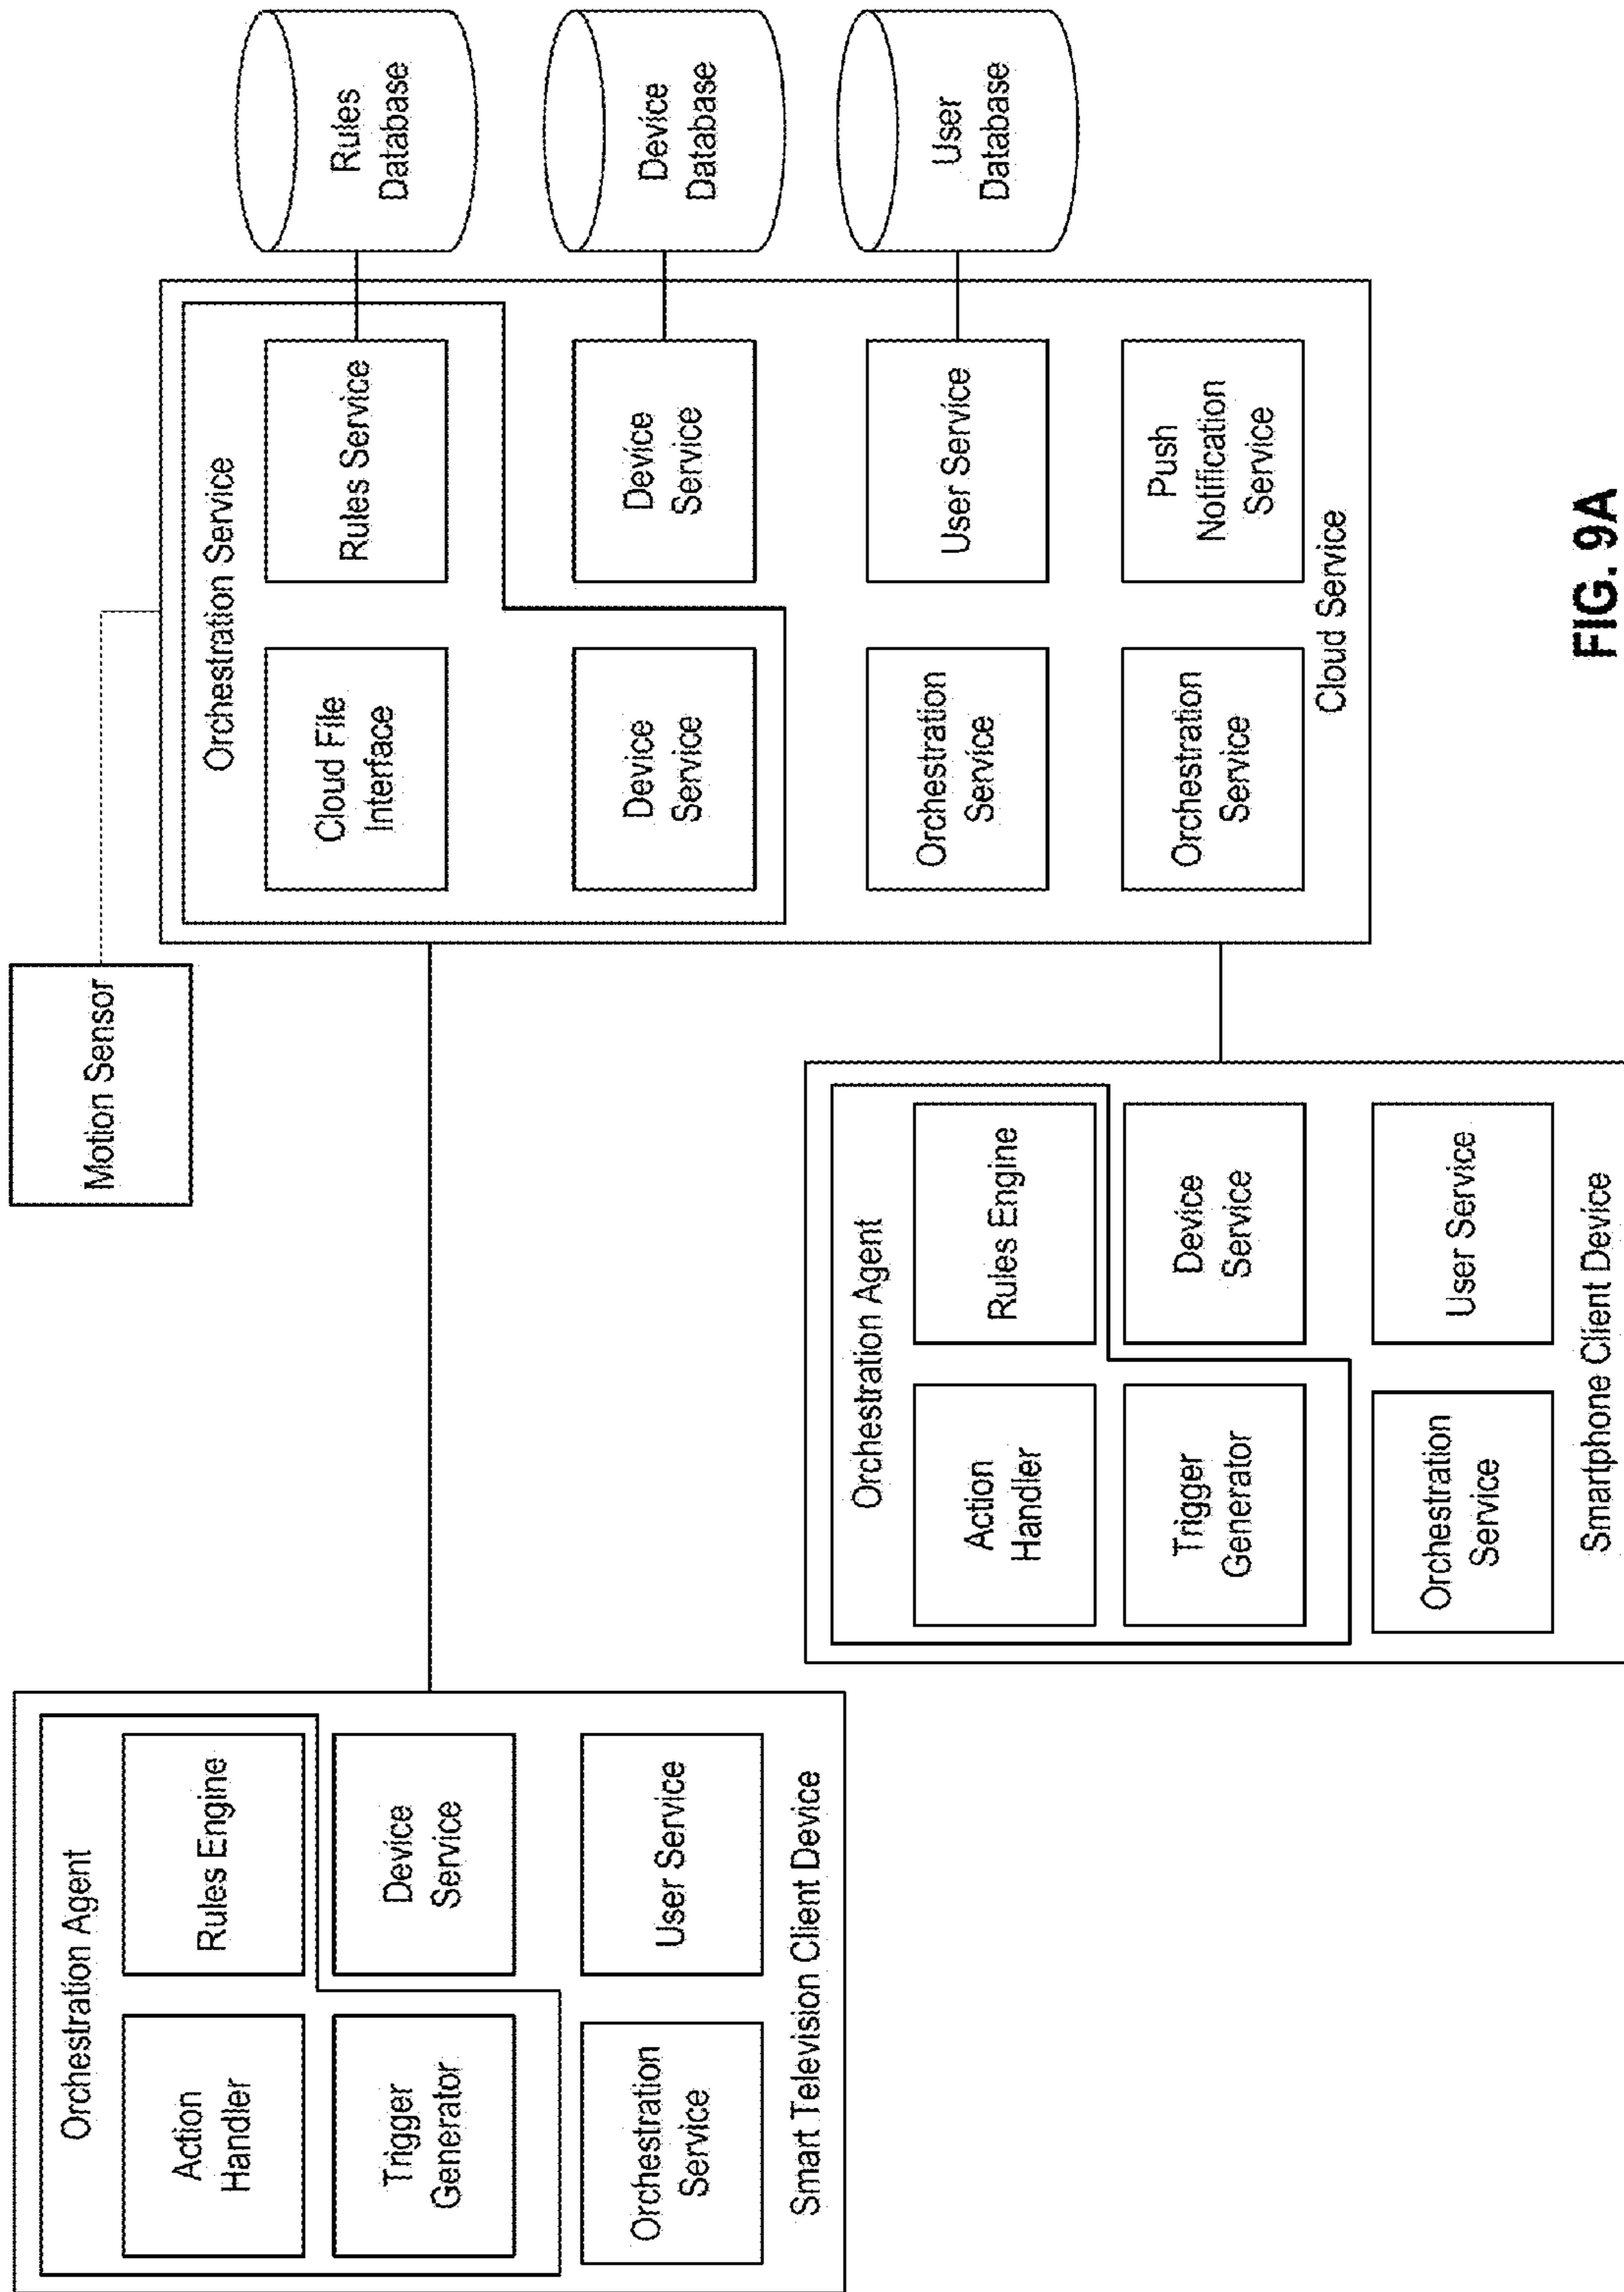 Motion Sensor
Orchestration Agent
Action
Handler
Rules Engine
Trigger
Generator
Device
Service
Orchestration
Service
User Service
Smart Television Client Device
Orchestration Agent
Action
Handler
Rules Engine
Trigger
Generator
Device
Service
Orchestration
Service
User Service
Smartphone Client Device
Orchestration Service
Cloud File
Interface
Rules Service
Device
Service
Device
Service
Orchestration
Service
User Service
Orchestration
Service
Push
Notification
Service
Cloud Service
Rules
Database
Device
Database
User
Database
FIG. 9A